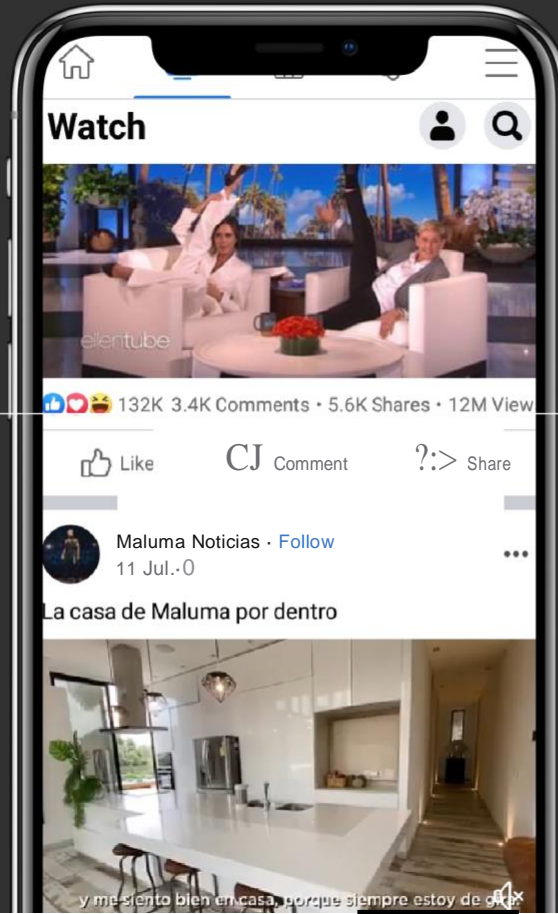 Watch
ellentube
132K 3.4K Comments • 5.6K Shares • 12M View
Like CJ Comment ?:> Share
Maluma Noticias · Follow
11 Jul.·0
La casa de Maluma por dentro
y me siento bien en casa, porque siempre estoy de gira